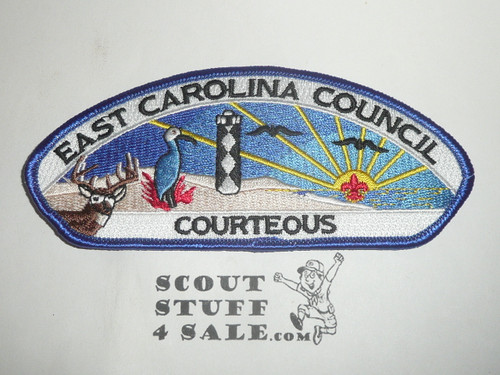 EAST CAROLINA COUNCIL
COURTEOUS
SCOUT
STUFF
4 SALE.COM